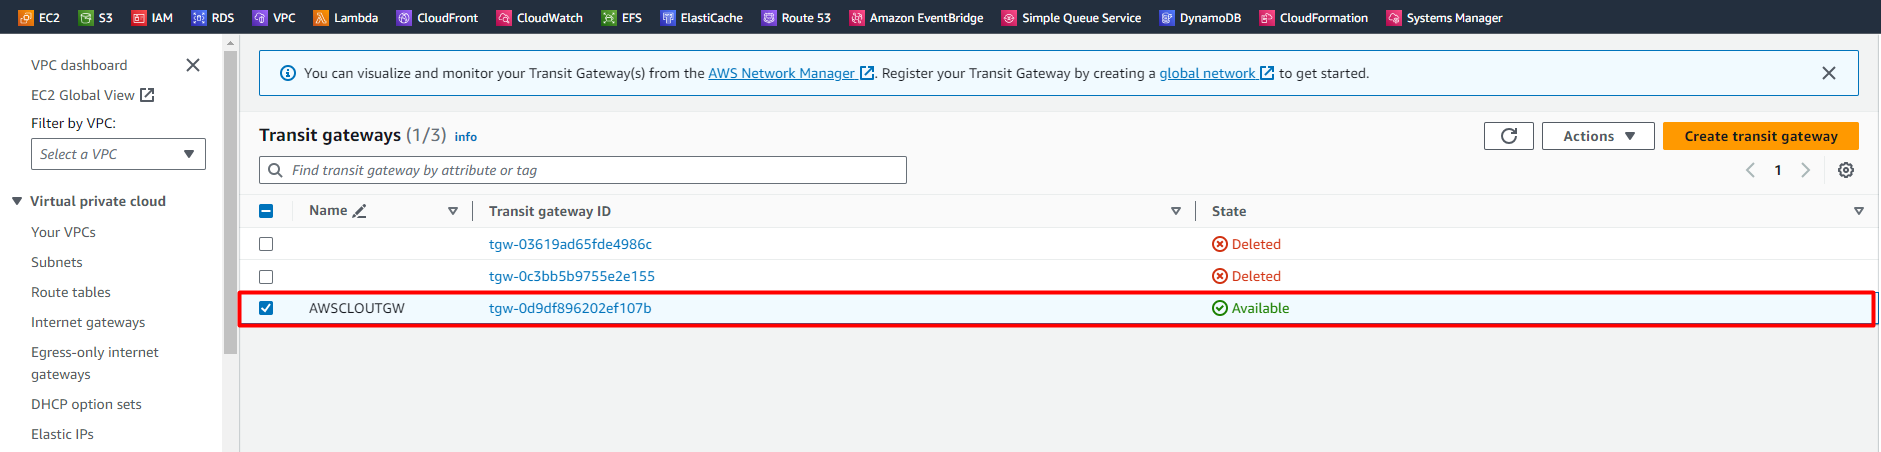 EC2 S3 IAM RDS VPC Lambda CloudFront CloudWatch EFS ElastiCache Route 53 Amazon EventBridge Simple Queue Service DynamoDB CloudFormation Systems Manager
VPC dashboard
EC2 Global View
Filter by VPC:
Select a VPC
Virtual private cloud
Your VPCs
Subnets
Route tables
Internet gateways
Egress-only internet
gateways
DHCP option sets
Elastic IPs
You can visualize and monitor your Transit Gateway(s) from the AWS Network Manager. Register your Transit Gateway by creating a global network to get started.
Transit gateways (1/3) info
Actions
Create transit gateway
Find transit gateway by attribute or tag
1
Name Transit gateway ID State
tgw-03619ad65fde4986c Deleted
tgw-0c3bb5b9755e2e155 Deleted
AWSCLOUTGW tgw-0d9df896202ef107b Available